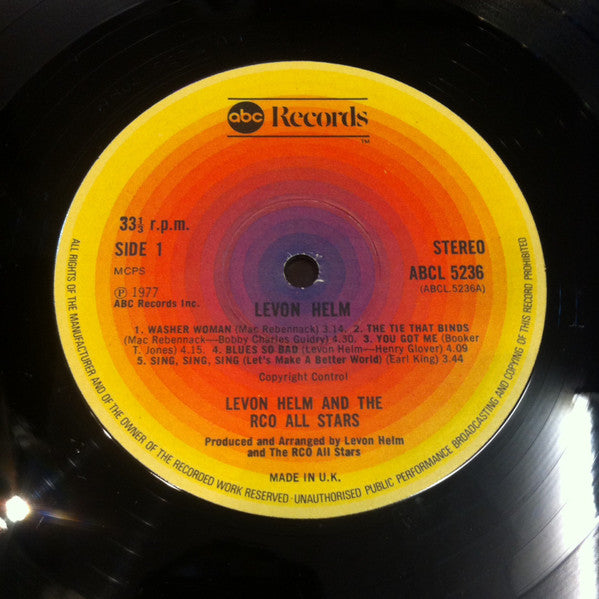 abc Records
™
33⅓ r.p.m.
SIDE 1
MCPS
Ⓟ 1977
ABC Records Inc.
STEREO
ABCL 5236
(ABCL.5236A)
LEVON HELM
1. WASHER WOMAN (Mac Rebennack) 3.14. 2. THE TIE THAT BINDS
(Mac Rebennack—Bobby Charles Guidry) 4.30. 3. YOU GOT ME (Booker
T. Jones) 4.15. 4. BLUES SO BAD (Levon Helm—Henry Glover) 4.09
5. SING, SING, SING (Let's Make A Better World) (Earl King) 3.44
Copyright Control
LEVON HELM AND THE
RCO ALL STARS
Produced and Arranged by Levon Helm
and The RCO All Stars
MADE IN U.K.
ALL RIGHTS OF THE MANUFACTURER AND OF THE OWNER OF THE RECORDED WORK RESERVED · UNAUTHORISED PUBLIC PERFORMANCE BROADCASTING AND COPYING OF THIS RECORD PROHIBITED